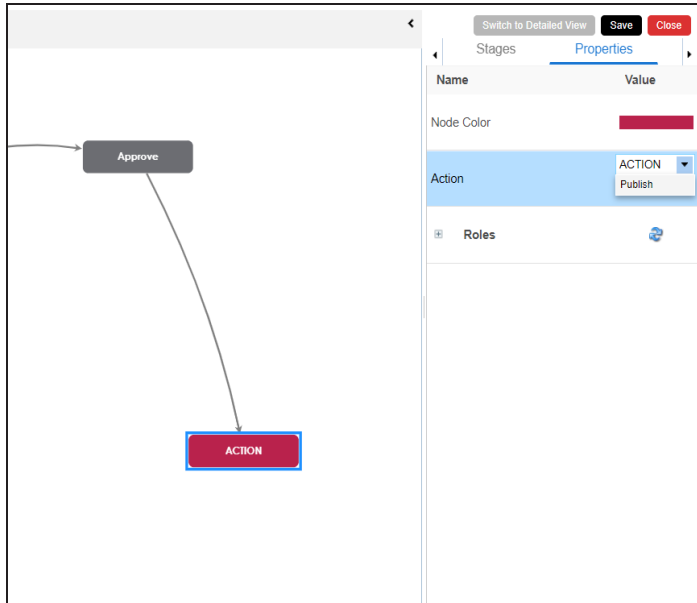 Switch to Detailed View Save Close
Stages Properties
Name Value
Node Color
Approve
Action ACTION
Publish
Roles
ACTION